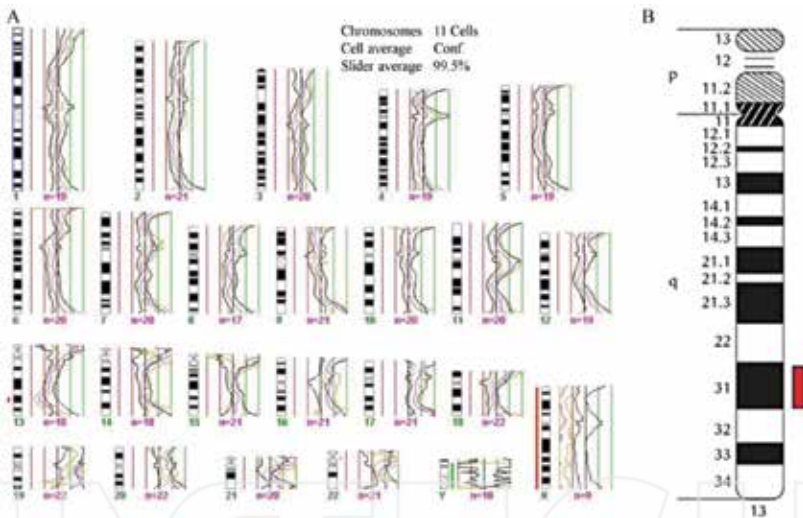 A
Chromosomes 11 Cells
Cell average Conf.
Slider average 99.5%
1 n=19
2 n=21
3 n=20
4 n=19
5 n=19
6 n=20
7 n=20
8 n=17
9 n=21
10 n=20
11 n=20
12 n=19
13 n=18
14 n=18
15 n=21
16 n=21
17 n=21
18 n=22
19 n=22
20 n=22
21 n=20
22 n=21
Y n=10
X n=9
B
p
13
12
11.2
11.1
11
q
12.1
12.2
12.3
13
14.1
14.2
14.3
21.1
21.2
21.3
22
31
32
33
34
13